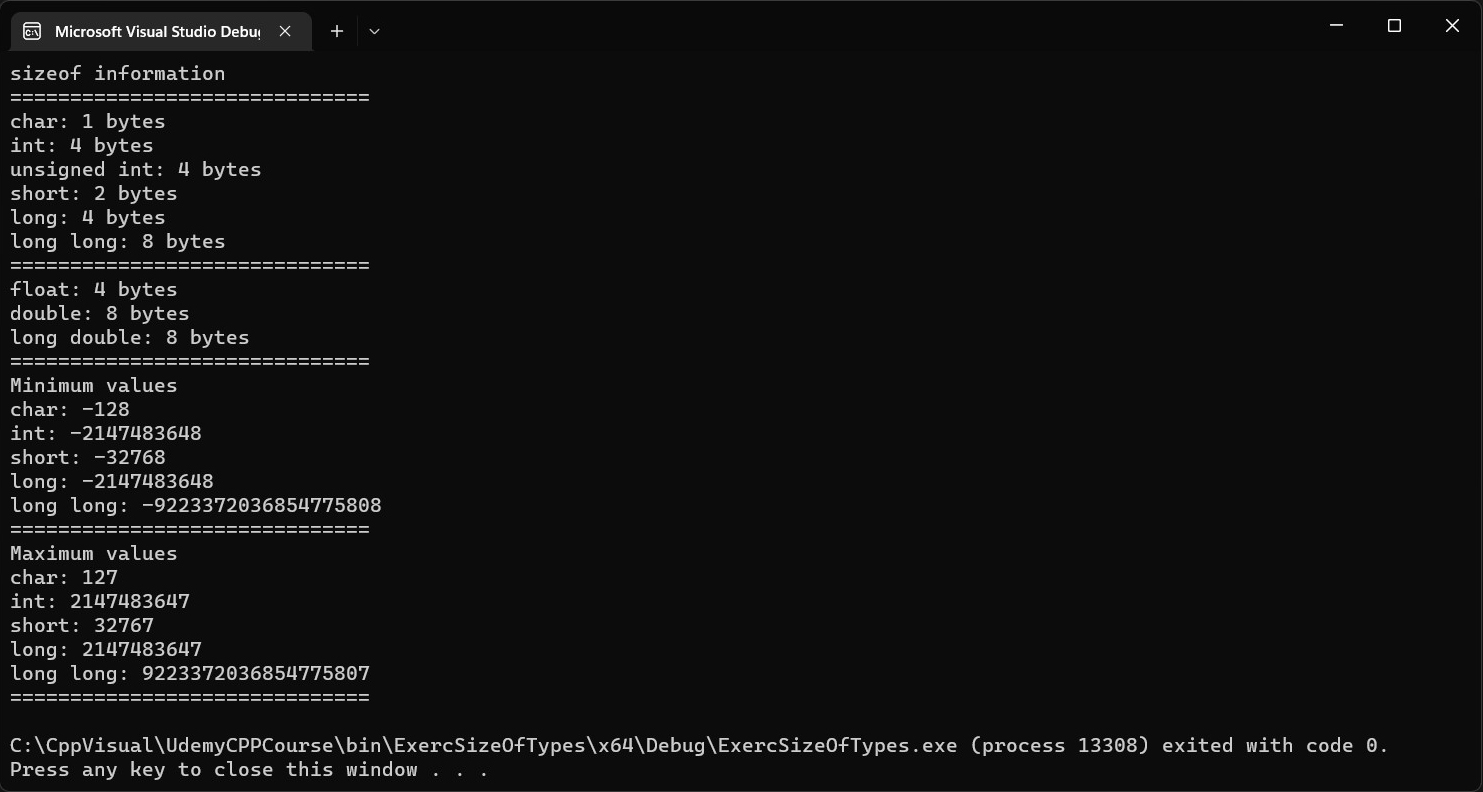 Microsoft Visual Studio Debug
sizeof information
==============================
char: 1 bytes
int: 4 bytes
unsigned int: 4 bytes
short: 2 bytes
long: 4 bytes
long long: 8 bytes
==============================
float: 4 bytes
double: 8 bytes
long double: 8 bytes
==============================
Minimum values
char: -128
int: -2147483648
short: -32768
long: -2147483648
long long: -9223372036854775808
==============================
Maximum values
char: 127
int: 2147483647
short: 32767
long: 2147483647
long long: 9223372036854775807
==============================
C:\CppVisual\UdemyCPPCourse\bin\ExercSizeOfTypes\x64\Debug\ExercSizeOfTypes.exe (process 13308) exited with code 0.
Press any key to close this window . . .